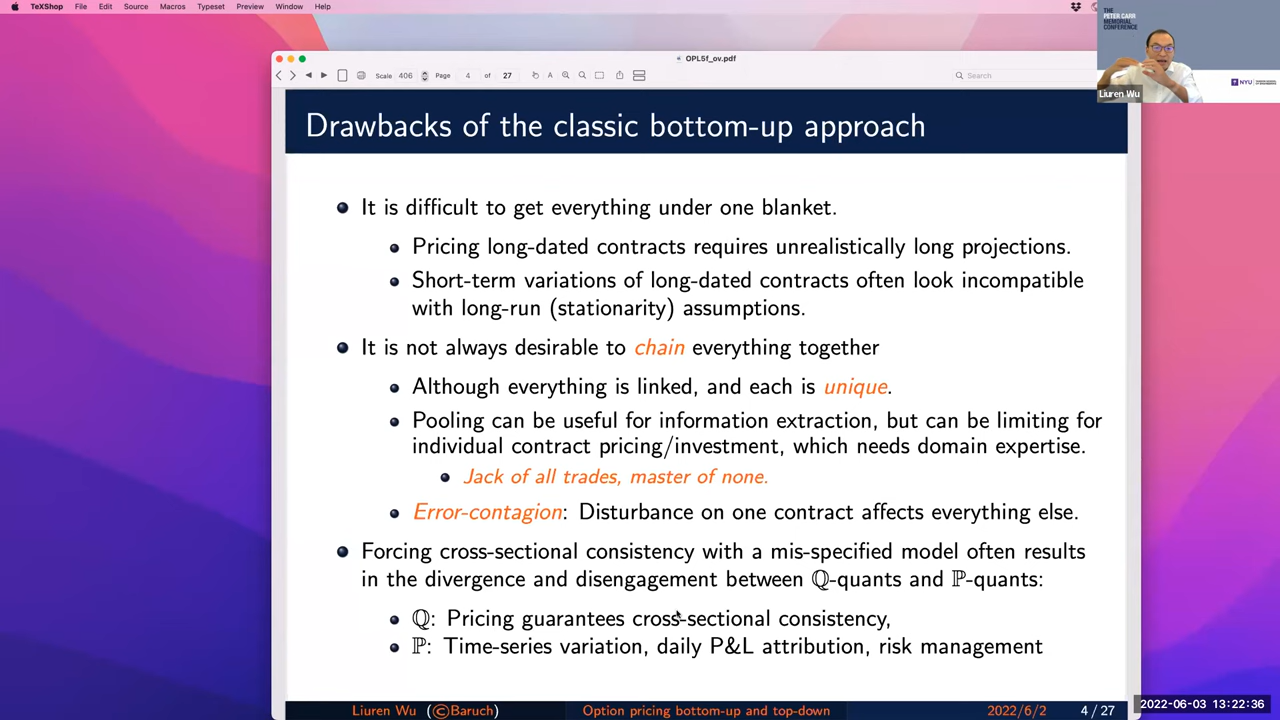 TeXShop File Edit Source Macros Typeset Preview Window Help
THE
PETER CARR
MEMORIAL
CONFERENCE
NYU
Liuren Wu
OPL5f_ov.pdf
Scale 406 Page 4 of 27 Search
Drawbacks of the classic bottom-up approach
It is difficult to get everything under one blanket.
Pricing long-dated contracts requires unrealistically long projections.
Short-term variations of long-dated contracts often look incompatible
with long-run (stationarity) assumptions.
It is not always desirable to chain everything together
Although everything is linked, and each is unique.
Pooling can be useful for information extraction, but can be limiting for
individual contract pricing/investment, which needs domain expertise.
Jack of all trades, master of none.
Error-contagion: Disturbance on one contract affects everything else.
Forcing cross-sectional consistency with a mis-specified model often results
in the divergence and disengagement between ℚ-quants and ℙ-quants:
ℚ: Pricing guarantees cross-sectional consistency,
ℙ: Time-series variation, daily P&L attribution, risk management
Liuren Wu (©Baruch) Option pricing bottom-up and top-down 2022/6/2 4 / 27
2022-06-03 13:22:36